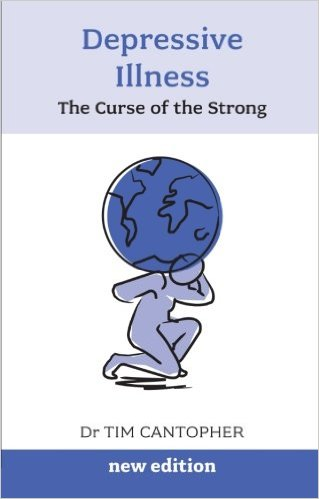 Depressive
Illness
The Curse of the Strong
Dr TIM CANTOPHER
new edition